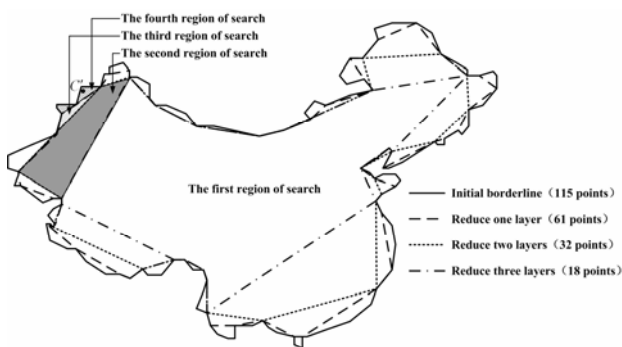 The fourth region of search
The third region of search
The second region of search
The first region of search
Initial borderline（115 points）
Reduce one layer（61 points）
Reduce two layers（32 points）
Reduce three layers（18 points）